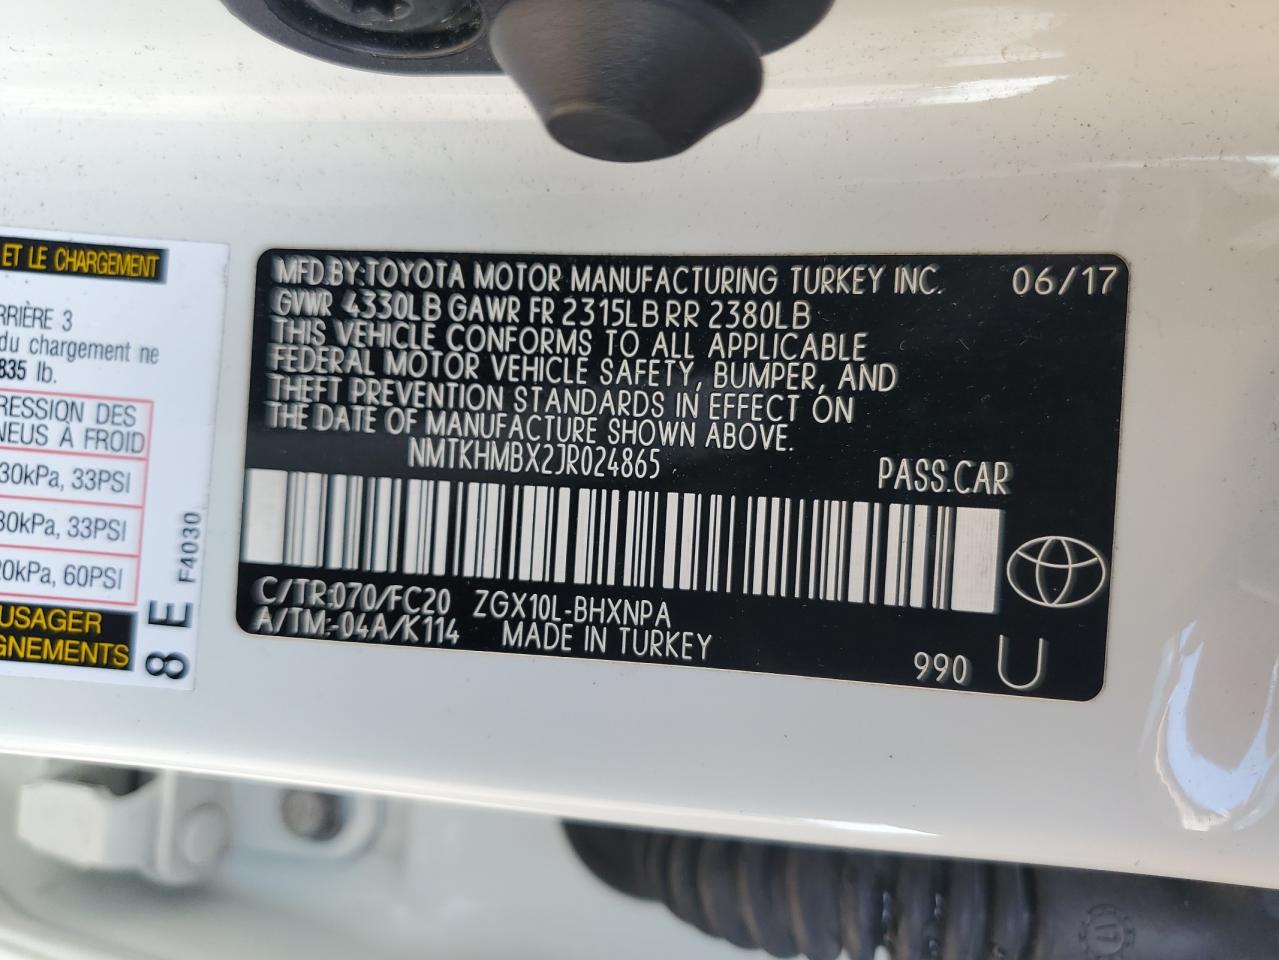 ET LE CHARGEMENT
RRIÈRE 3
du chargement ne
835 lb.
RESSION DES
NEUS À FROID
30kPa, 33PSI
30kPa, 33PSI
20kPa, 60PSI
USAGER
GNEMENTS
8 E
F4030
MFD.BY:TOYOTA MOTOR MANUFACTURING TURKEY INC. 06/17
GVWR 4330LB GAWR FR 2315LB RR 2380LB
THIS VEHICLE CONFORMS TO ALL APPLICABLE
FEDERAL MOTOR VEHICLE SAFETY, BUMPER, AND
THEFT PREVENTION STANDARDS IN EFFECT ON
THE DATE OF MANUFACTURE SHOWN ABOVE.
NMTKHMBX2JR024865 PASS.CAR
C/TR:070/FC20 ZGX10L-BHXNPA
A/TM:-04A/K114 MADE IN TURKEY
990 U
17